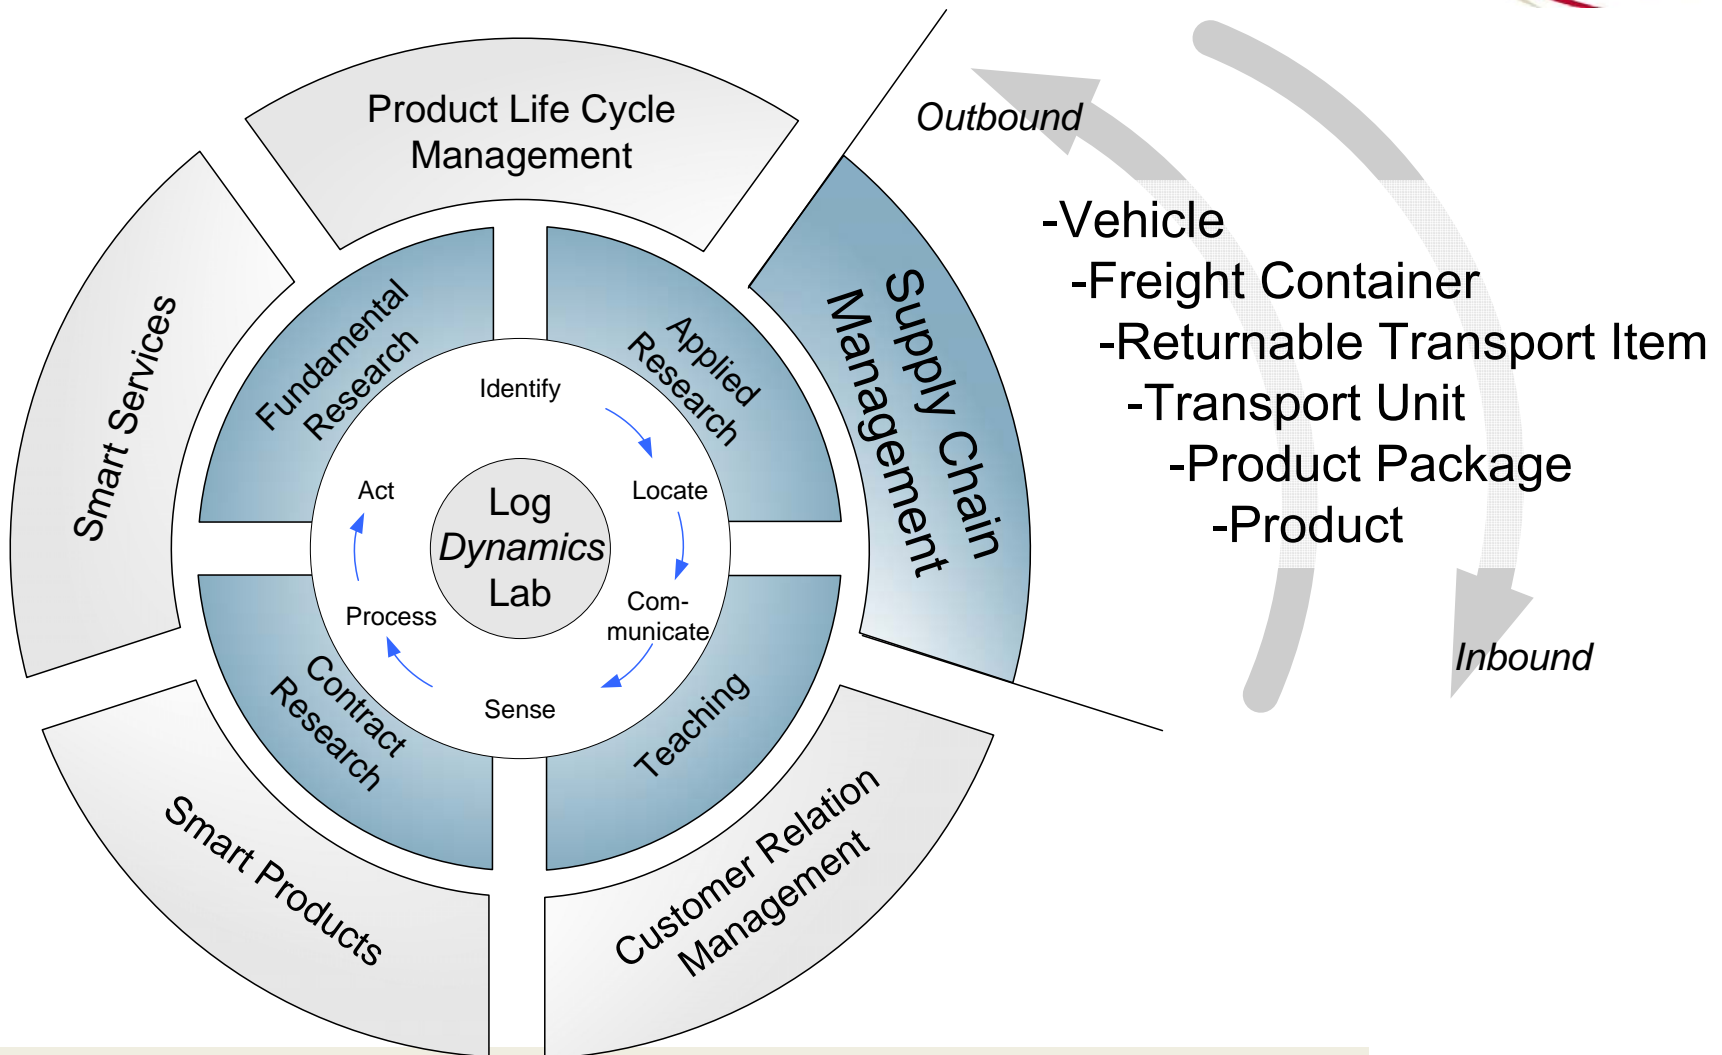 Product Life Cycle
Management
Outbound
-Vehicle
-Freight Container
-Returnable Transport Item
-Transport Unit
-Product Package
-Product
Inbound
Supply Chain
Management
Smart Services
Fundamental
Research
Applied
Research
Identify
Locate
Com-
municate
Sense
Process
Act
Log
Dynamics
Lab
Contract
Research
Teaching
Smart Products
Customer Relation
Management